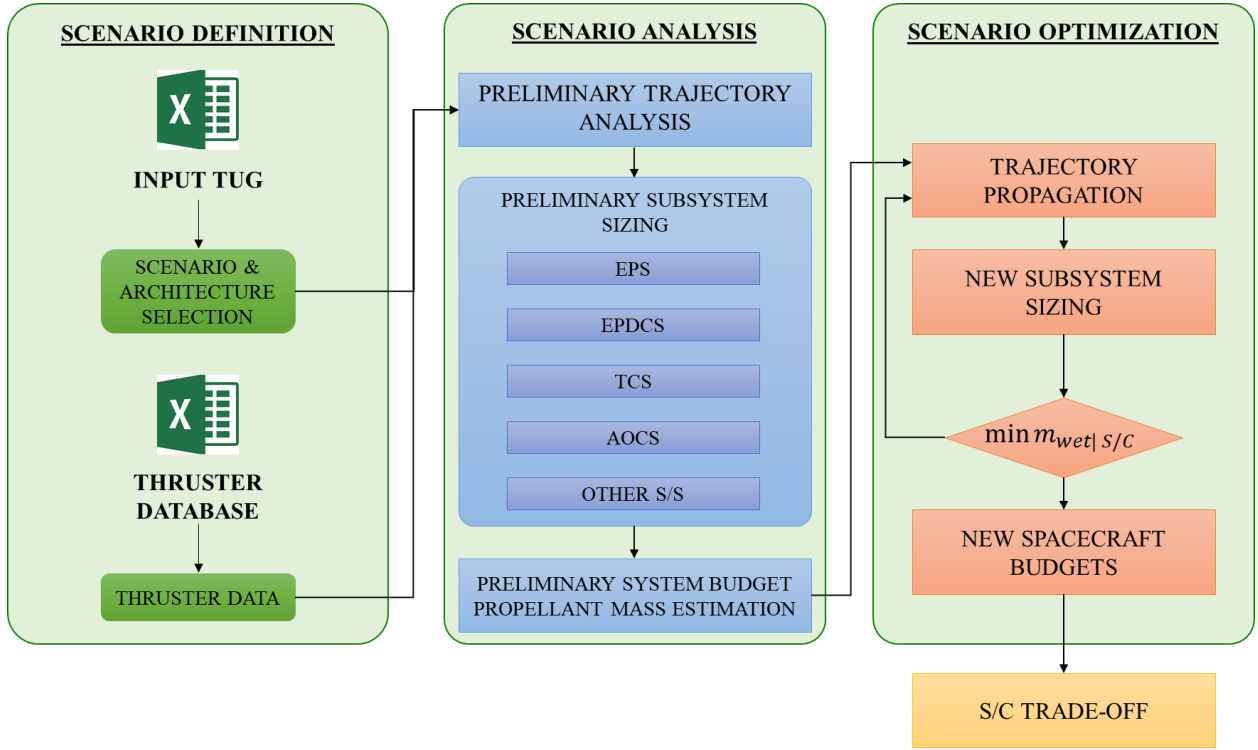 SCENARIO DEFINITION
X
INPUT TUG
SCENARIO &
ARCHITECTURE
SELECTION
X
THRUSTER
DATABASE
THRUSTER DATA
SCENARIO ANALYSIS
PRELIMINARY TRAJECTORY
ANALYSIS
PRELIMINARY SUBSYSTEM
SIZING
EPS
EPDCS
TCS
AOCS
OTHER S/S
PRELIMINARY SYSTEM BUDGET
PROPELLANT MASS ESTIMATION
SCENARIO OPTIMIZATION
TRAJECTORY
PROPAGATION
NEW SUBSYSTEM
SIZING
min m_wet| S/C
NEW SPACECRAFT
BUDGETS
S/C TRADE-OFF